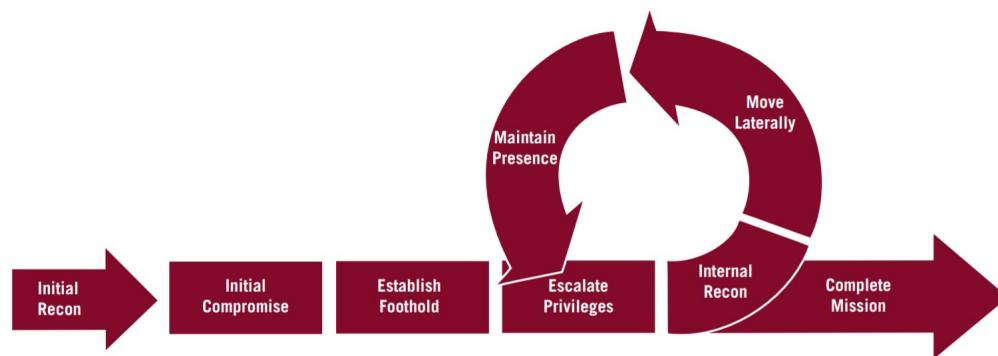 Initial
Recon
Initial
Compromise
Establish
Foothold
Escalate
Privileges
Internal
Recon
Move
Laterally
Maintain
Presence
Complete
Mission